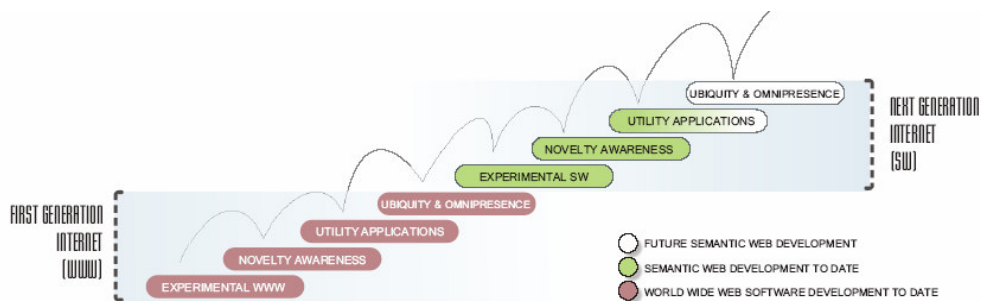 UBIQUITY & OMNIPRESENCE
UTILITY APPLICATIONS
NOVELTY AWARENESS
EXPERIMENTAL SW
NEXT GENERATION
INTERNET
(SW)
UBIQUITY & OMNIPRESENCE
UTILITY APPLICATIONS
NOVELTY AWARENESS
EXPERIMENTAL WWW
FIRST GENERATION
INTERNET
(WWW)
FUTURE SEMANTIC WEB DEVELOPMENT
SEMANTIC WEB DEVELOPMENT TO DATE
WORLD WIDE WEB SOFTWARE DEVELOPMENT TO DATE